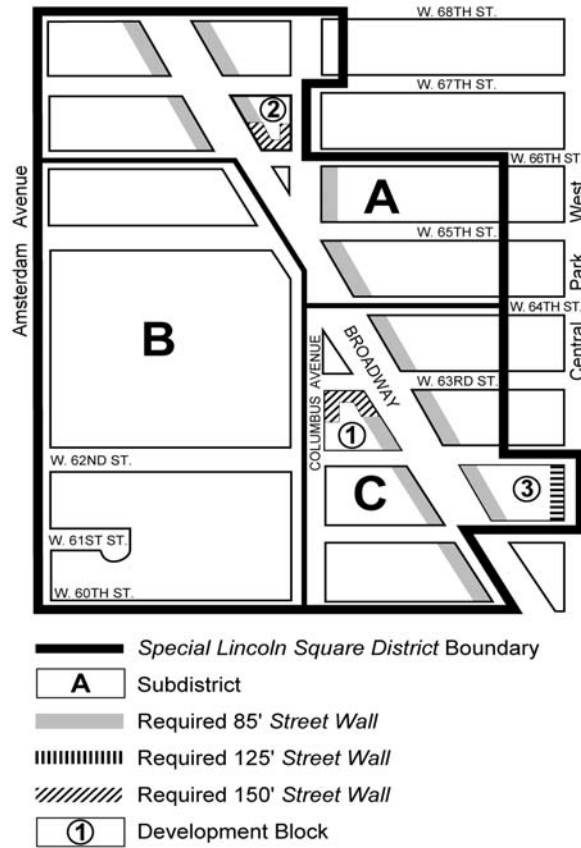 W. 68TH ST.
W. 67TH ST.
2
W. 66TH ST.
A
West
W. 65TH ST.
Amsterdam Avenue
Park
W. 64TH ST.
B
BROADWAY
Central
COLUMBUS AVENUE
W. 63RD ST.
1
W. 62ND ST.
C
3
W. 61ST ST.
W. 60TH ST.
Special Lincoln Square District Boundary
A Subdistrict
Required 85' Street Wall
Required 125' Street Wall
Required 150' Street Wall
1 Development Block